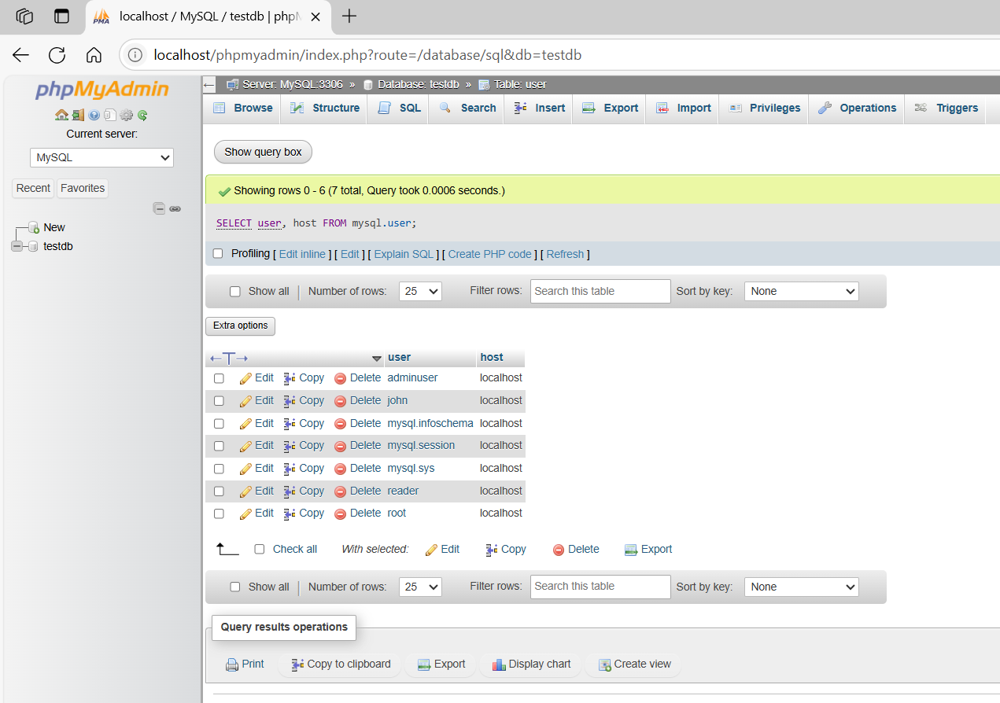 localhost / MySQL / testdb | phpM
localhost/phpmyadmin/index.php?route=/database/sql&db=testdb
phpMyAdmin
Current server:
MySQL
Recent Favorites
New
testdb
Server: MySQL:3306 » Database: testdb » Table: user
Browse Structure SQL Search Insert Export Import Privileges Operations Triggers
Show query box
Showing rows 0 - 6 (7 total, Query took 0.0006 seconds.)
SELECT user, host FROM mysql.user;
Profiling [ Edit inline ] [ Edit ] [ Explain SQL ] [ Create PHP code ] [ Refresh ]
Show all | Number of rows: 25 Filter rows: Search this table Sort by key: None
Extra options
←T→ user host
Edit Copy Delete adminuser localhost
Edit Copy Delete john localhost
Edit Copy Delete mysql.infoschema localhost
Edit Copy Delete mysql.session localhost
Edit Copy Delete mysql.sys localhost
Edit Copy Delete reader localhost
Edit Copy Delete root localhost
Check all With selected: Edit Copy Delete Export
Show all | Number of rows: 25 Filter rows: Search this table Sort by key: None
Query results operations
Print Copy to clipboard Export Display chart Create view